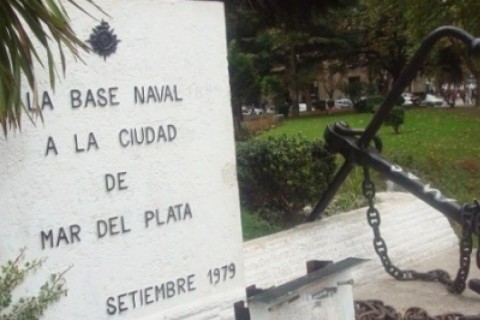 LA BASE NAVAL
A LA CIUDAD
DE
MAR DEL PLATA
SETIEMBRE 1979